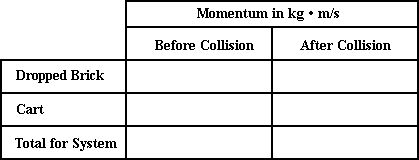 Momentum in kg • m/s
Before Collision After Collision
Dropped Brick
Cart
Total for System